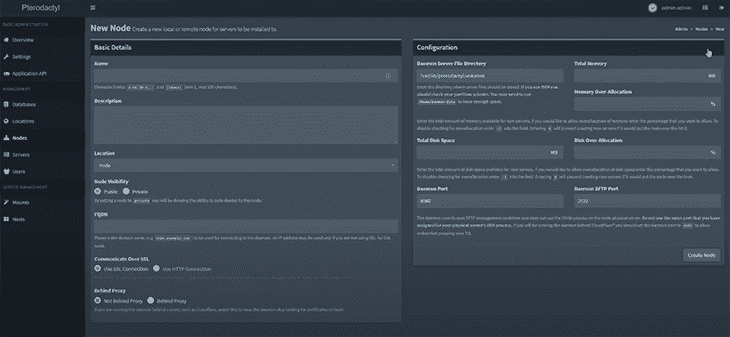 Pterodactyl
admin admin
BASIC ADMINISTRATION
Overview
Settings
Application API
MANAGEMENT
Databases
Locations
Nodes
Servers
Users
SERVICE MANAGEMENT
Mounts
Nests
New Node Create a new local or remote node for servers to be installed to.
Admin > Nodes > New
Basic Details
Name
Character limits:
Description
Location
Node
Node Visibility
Public Private
By setting a node to private you will be denying the ability to auto-deploy to this node.
FQDN
Please enter domain name (e.g node.example.com) to be used for connecting to the daemon. An IP address may be used only if you are not using SSL for this node.
Communicate Over SSL
Use SSL Connection Use HTTP Connection
Behind Proxy
Not Behind Proxy Behind Proxy
If you are running the daemon behind a proxy such as Cloudflare, select this to have the daemon skip looking for certificates on boot.
Configuration
Daemon Server File Directory
/var/lib/pterodactyl/volumes
Enter the directory where server files should be stored. If you use OVH you
should check your partition scheme. You may need to use
/home/daemon-data to have enough space.
Total Memory
MiB
Memory Over Allocation
%
Enter the total amount of memory available for new servers. If you would like to allow overallocation of memory enter the percentage that you want to allow. To
disable checking for overallocation enter -1 into the field. Entering 0 will prevent creating new servers if it would put the node over the limit.
Total Disk Space
MiB
Disk Over Allocation
%
Enter the total amount of disk space available for new servers. If you would like to allow overallocation of disk space enter the percentage that you want to allow.
To disable checking for overallocation enter -1 into the field. Entering 0 will prevent creating new servers if it would put the node over the limit.
Daemon Port
8080
Daemon SFTP Port
2022
The daemon runs its own SFTP management container and does not use the SSHd process on the main physical server. Do not use the same port that you have
assigned for your physical server's SSH process. If you will be running the daemon behind CloudFlare® you should set the daemon port to 8443 to allow
websocket proxying over SSL.
Create Node